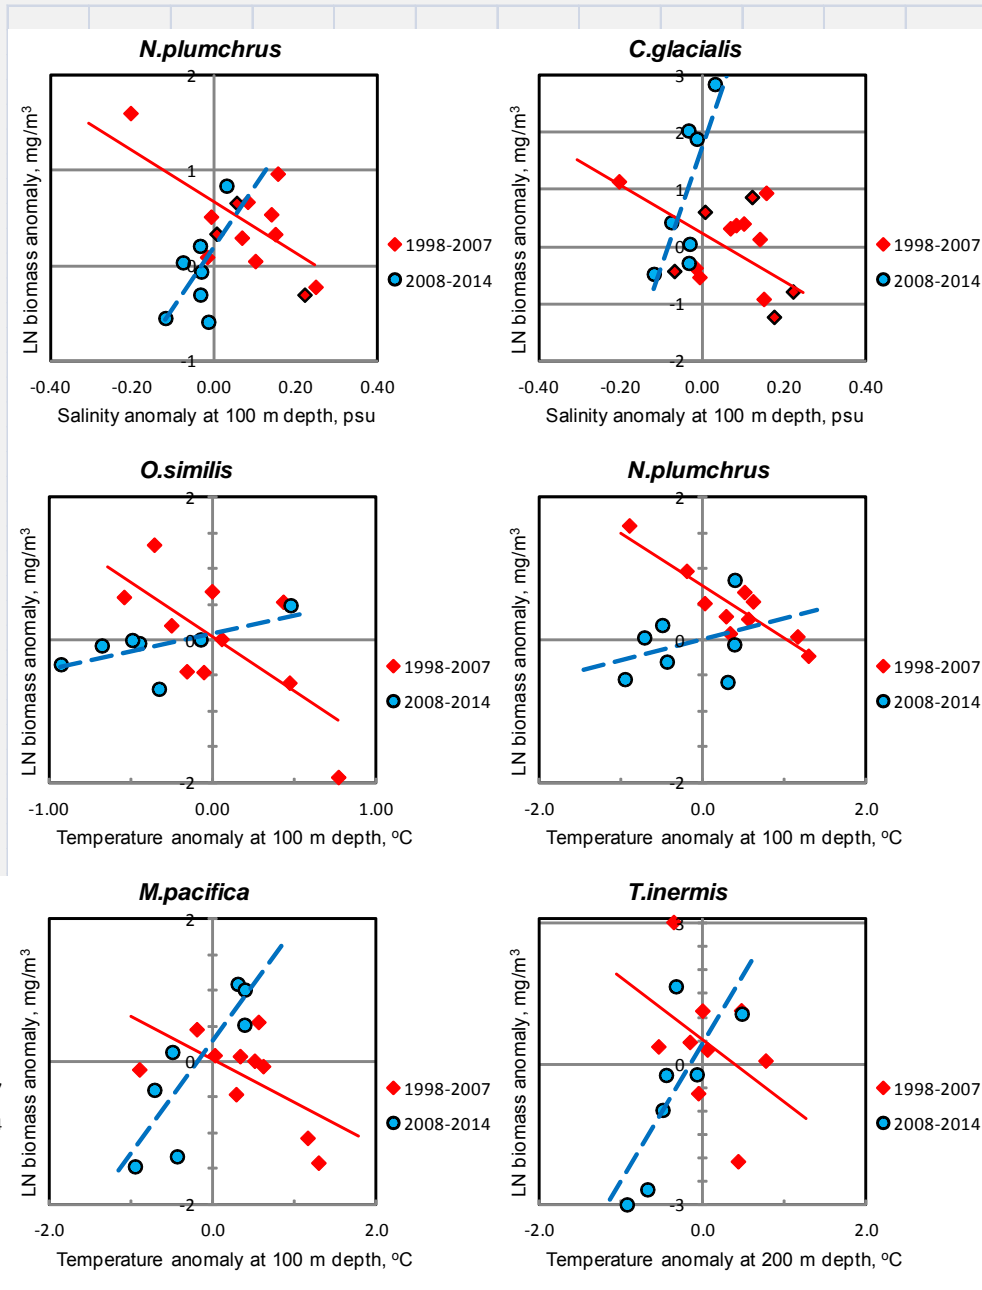 N.plumchrus
LN biomass anomaly, mg/m³
2
1
0
-1
-0.40 -0.20 0.00 0.20 0.40
Salinity anomaly at 100 m depth, psu
1998-2007
2008-2014
C.glacialis
LN biomass anomaly, mg/m³
3
2
1
0
-1
-2
-0.40 -0.20 0.00 0.20 0.40
Salinity anomaly at 100 m depth, psu
1998-2007
2008-2014
O.similis
LN biomass anomaly, mg/m³
2
0
-2
-1.00 0.00 1.00
Temperature anomaly at 100 m depth, ºC
1998-2007
2008-2014
N.plumchrus
LN biomass anomaly, mg/m³
2
0
-2
-2.0 0.0 2.0
Temperature anomaly at 100 m depth, ºC
1998-2007
2008-2014
M.pacifica
LN biomass anomaly, mg/m³
2
0
-2
-2.0 0.0 2.0
Temperature anomaly at 100 m depth, ºC
1998-2007
2008-2014
T.inermis
LN biomass anomaly, mg/m³
3
0
-3
-2.0 0.0 2.0
Temperature anomaly at 200 m depth, ºC
1998-2007
2008-2014